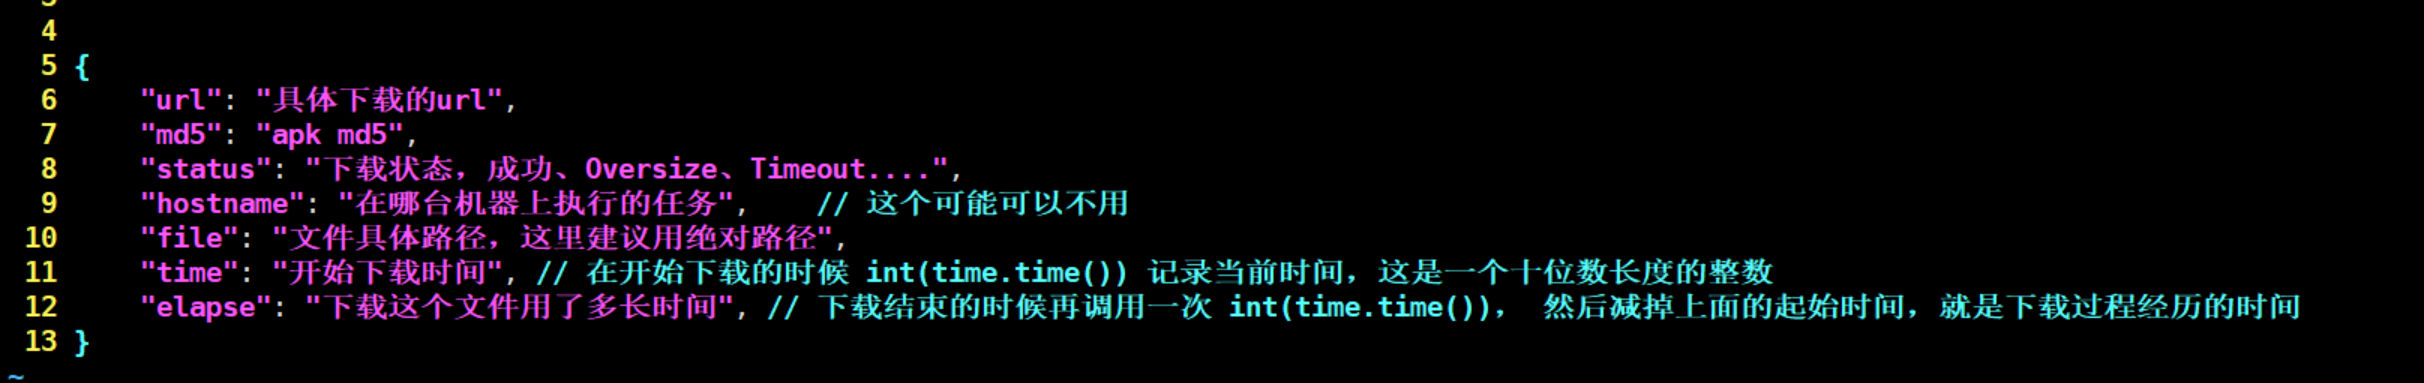 4
5 {
6 "url": "具体下载的url",
7 "md5": "apk md5",
8 "status": "下载状态，成功、Oversize、Timeout....",
9 "hostname": "在哪台机器上执行的任务", // 这个可能可以不用
10 "file": "文件具体路径，这里建议用绝对路径",
11 "time": "开始下载时间", // 在开始下载的时候 int(time.time()) 记录当前时间，这是一个十位数长度的整数
12 "elapse": "下载这个文件用了多长时间", // 下载结束的时候再调用一次 int(time.time())， 然后减掉上面的起始时间，就是下载过程经历的时间
13 }
~